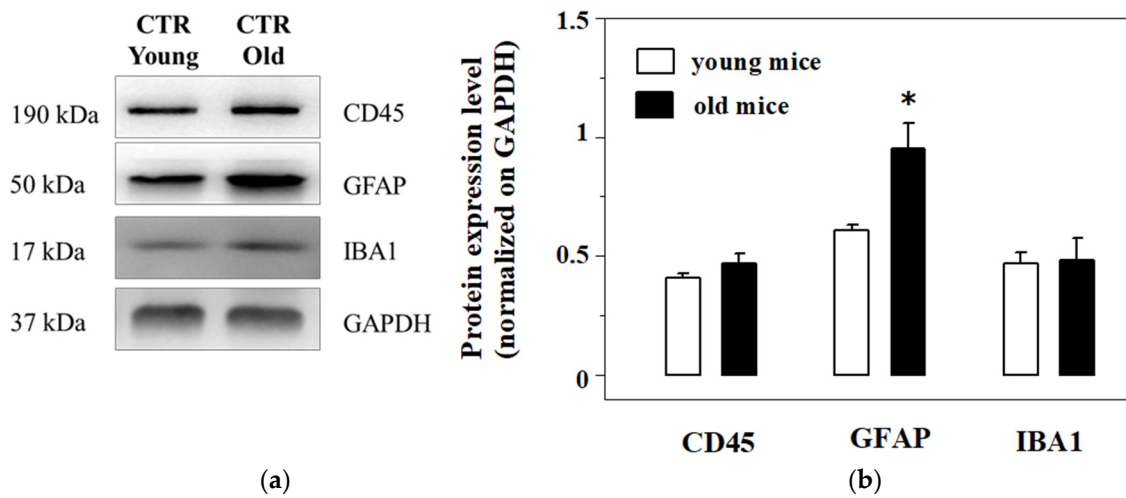 CTR CTR
Young Old
190 kDa CD45
50 kDa GFAP
17 kDa IBA1
37 kDa GAPDH
(a)
Protein expression level
(normalized on GAPDH)
1.5
1
0.5
0
young mice
old mice
*
CD45 GFAP IBA1
(b)